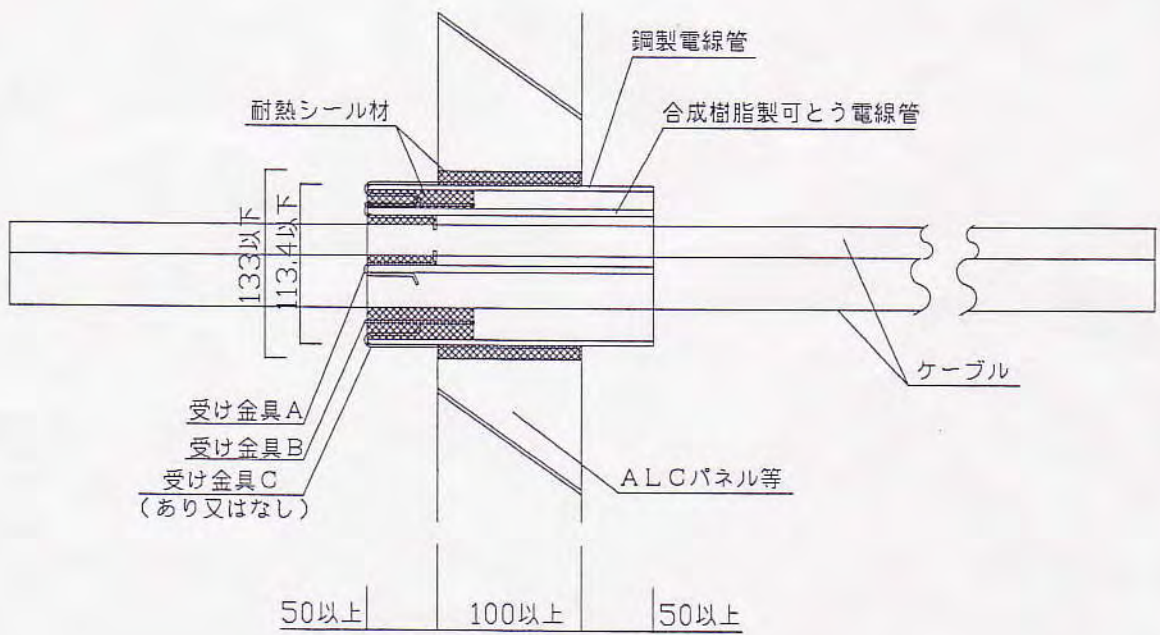 鋼製電線管
耐熱シール材
合成樹脂製可とう電線管
133以下
113.4以下
ケーブル
受け金具A
受け金具B
受け金具C
(あり又はなし)
ALCパネル等
50以上
100以上
50以上